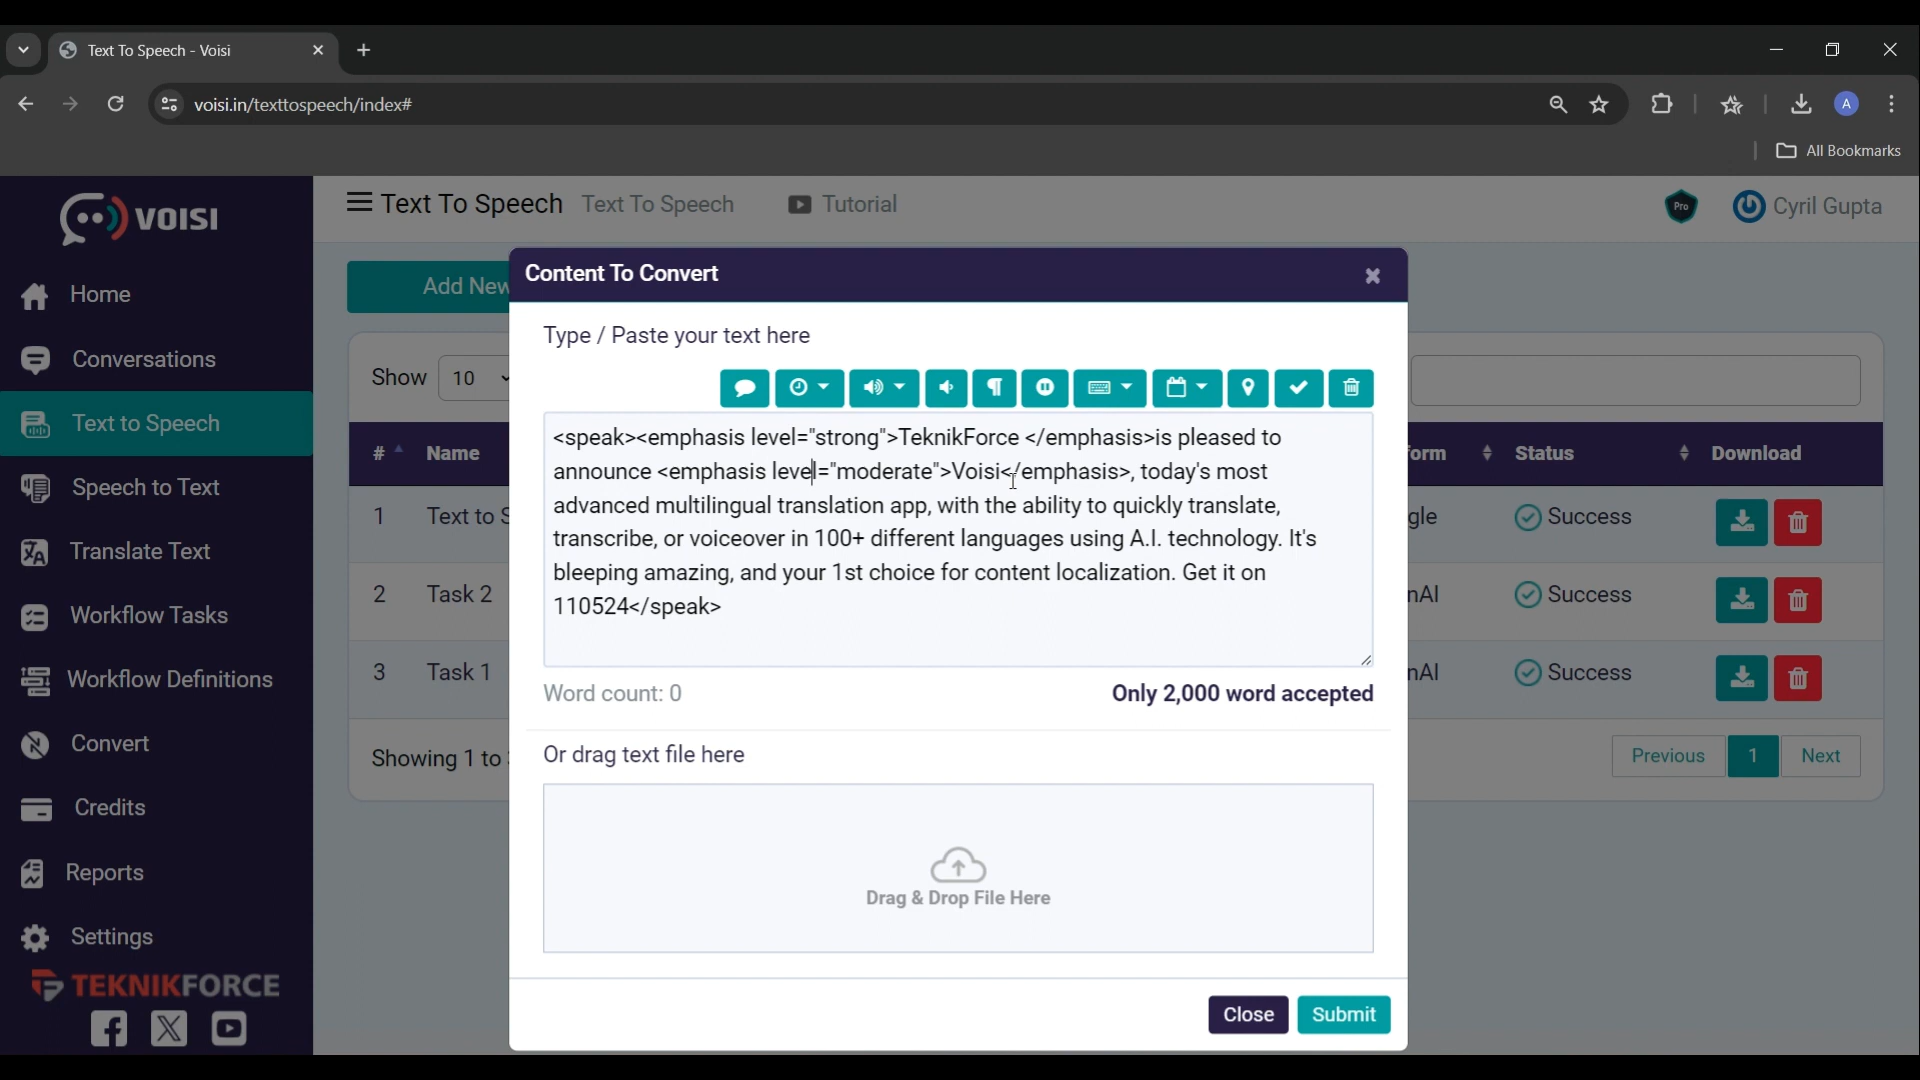 Text To Speech - Voisi
voisi.in/texttospeech/index#
A
All Bookmarks
VOISI
Text To Speech Text To Speech Tutorial
Pro
Cyril Gupta
Home
Conversations
Text to Speech
Speech to Text
Translate Text
Workflow Tasks
Workflow Definitions
Convert
Credits
Reports
Settings
TEKNIKFORCE
Add New
Show 10
# Name
Status
Download
1 Text to
Success
2 Task 2
Success
3 Task 1
Success
Showing 1 to
Previous 1 Next
Content To Convert
Type / Paste your text here
<speak><emphasis level="strong">TeknikForce </emphasis>is pleased to
announce <emphasis level="moderate">Voisi</emphasis>, today's most
advanced multilingual translation app, with the ability to quickly translate,
transcribe, or voiceover in 100+ different languages using A.I. technology. It's
bleeping amazing, and your 1st choice for content localization. Get it on
110524</speak>
Word count: 0
Only 2,000 word accepted
Or drag text file here
Drag & Drop File Here
Close Submit